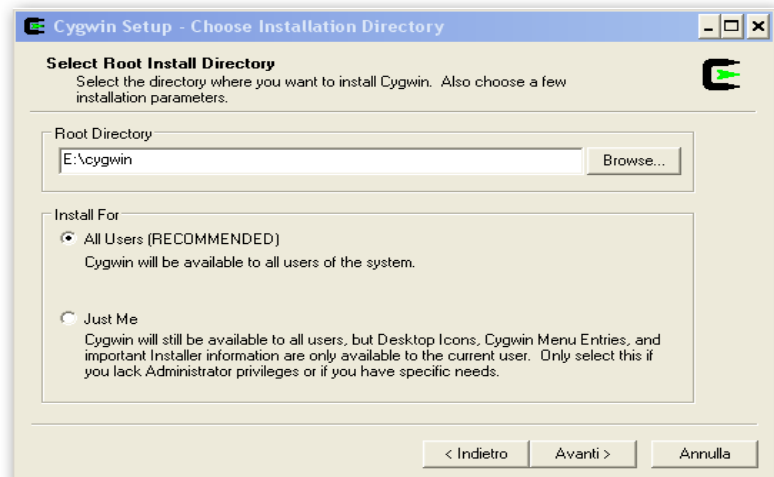 Cygwin Setup - Choose Installation Directory
Select Root Install Directory
Select the directory where you want to install Cygwin. Also choose a few
installation parameters.
Root Directory
E:\cygwin
Browse...
Install For
All Users (RECOMMENDED)
Cygwin will be available to all users of the system.
Just Me
Cygwin will still be available to all users, but Desktop Icons, Cygwin Menu Entries, and
important Installer information are only available to the current user. Only select this if
you lack Administrator privileges or if you have specific needs.
< Indietro
Avanti >
Annulla